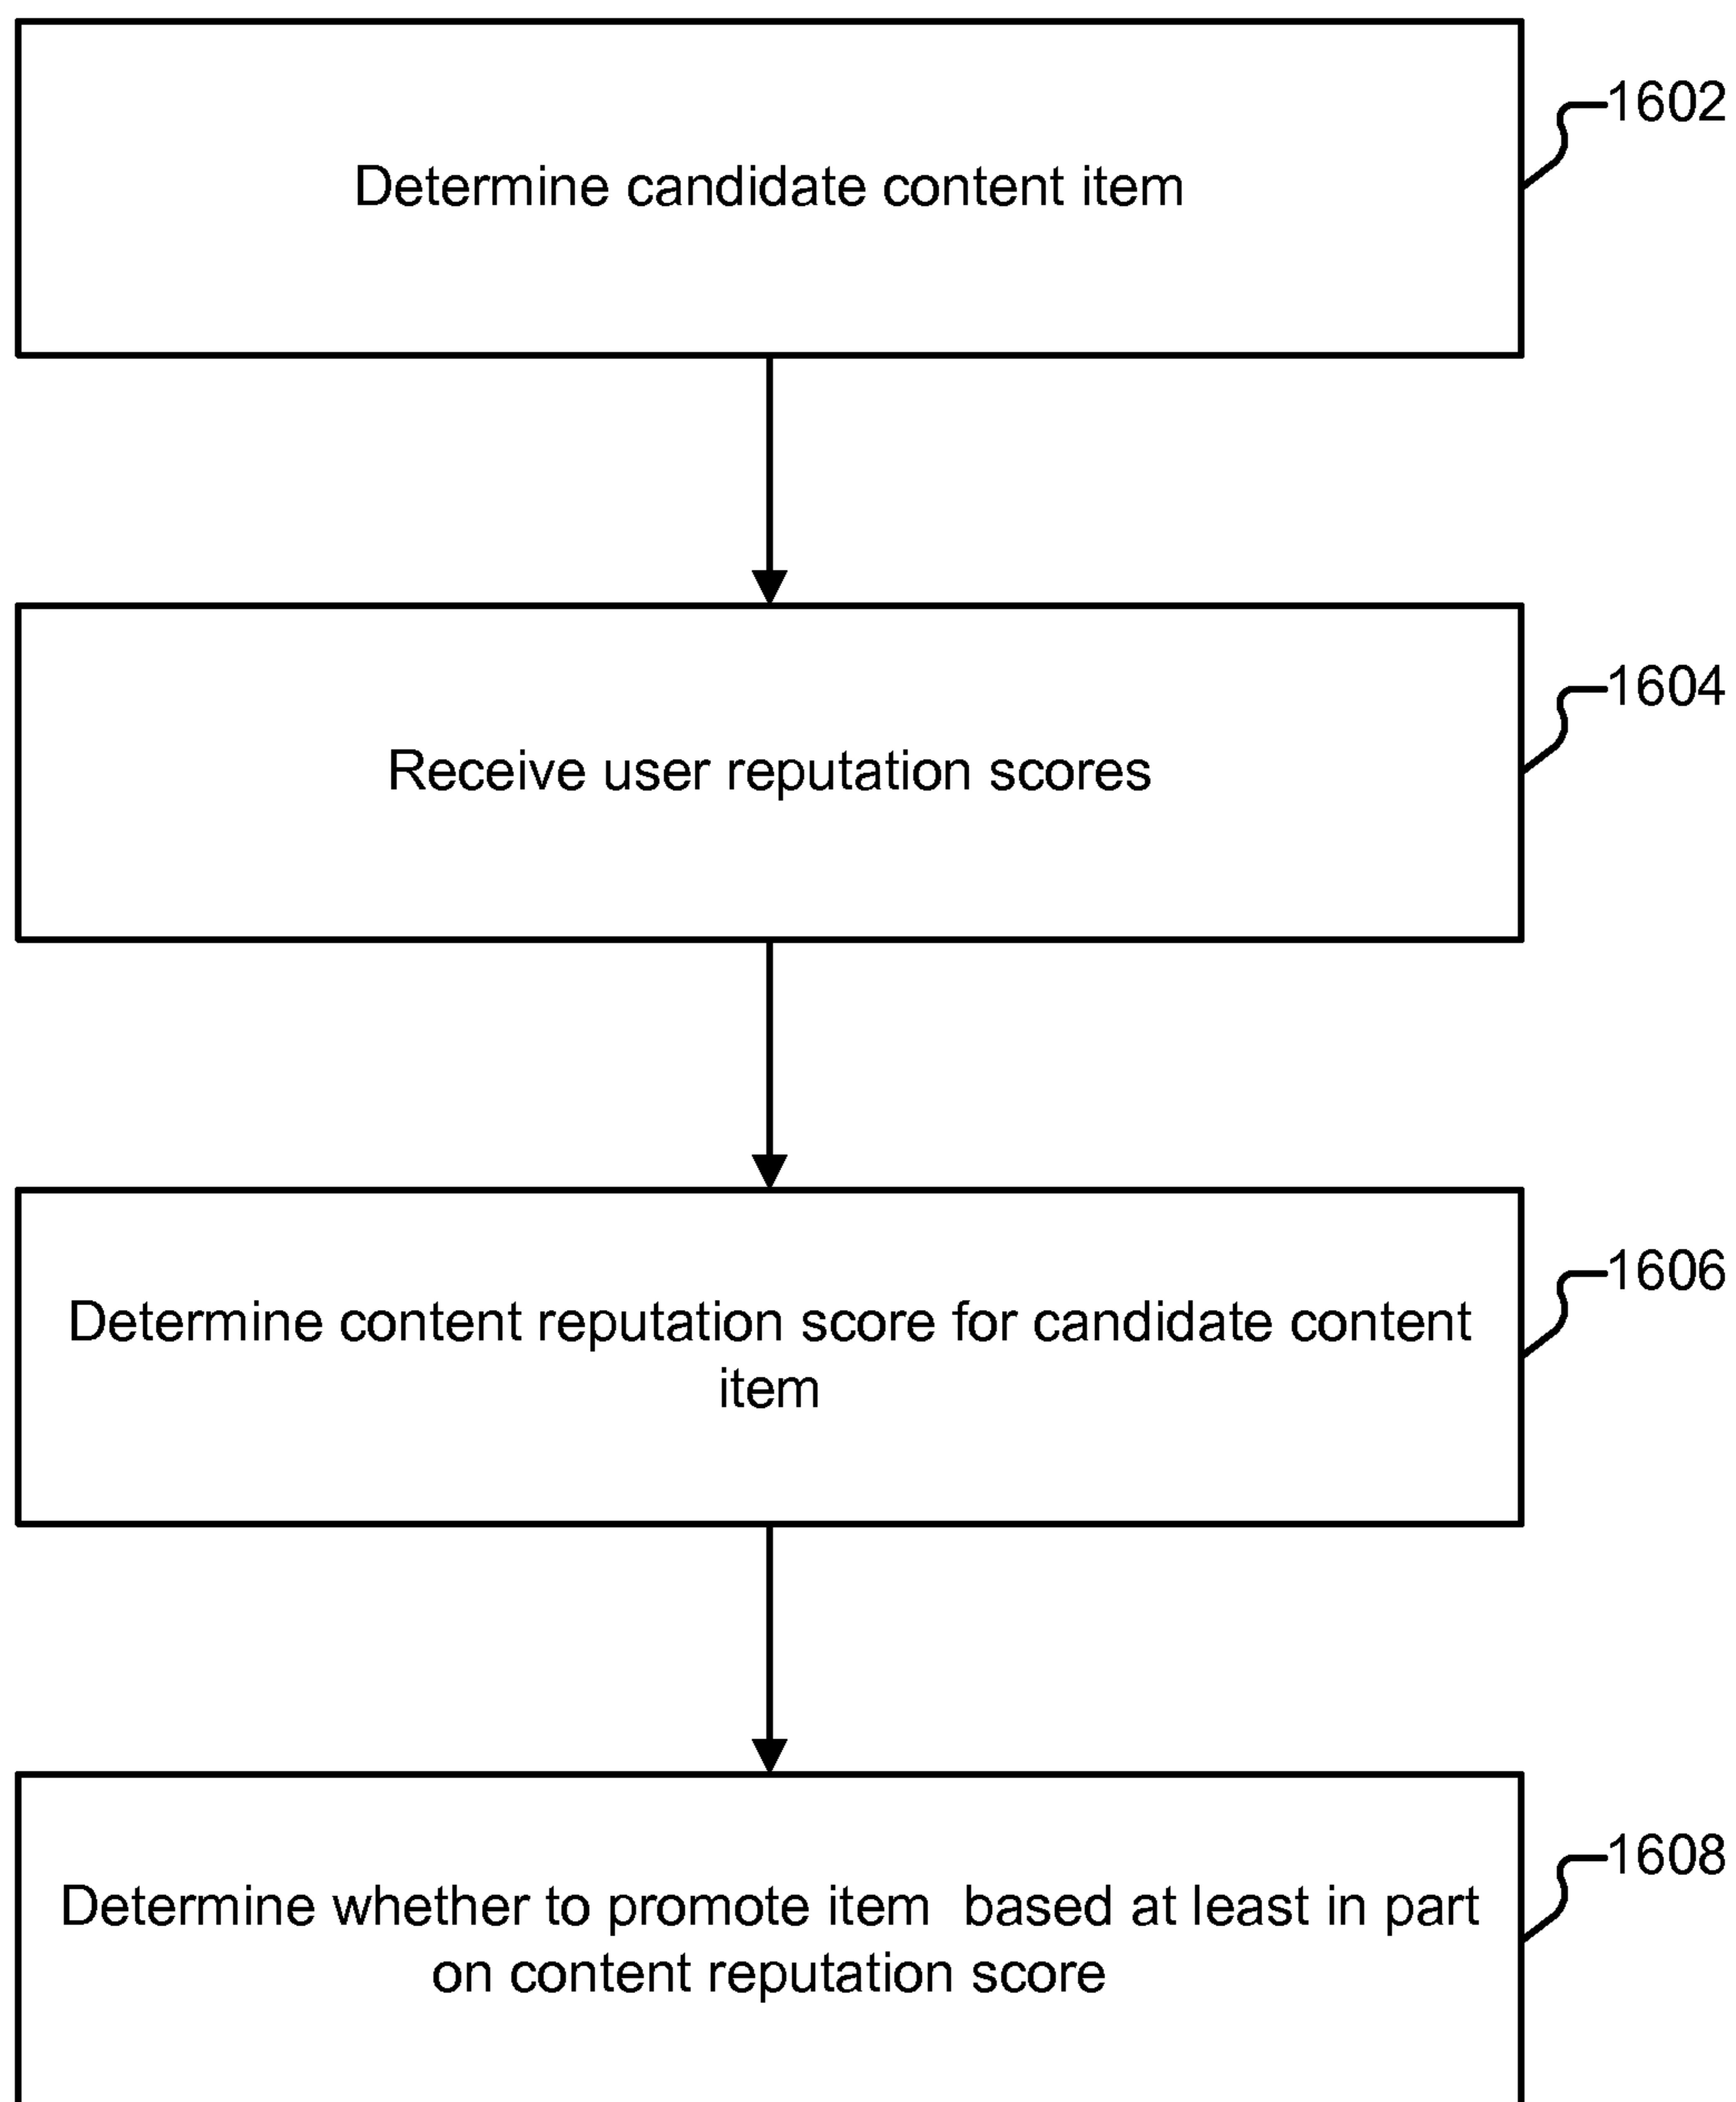 Determine candidate content item
1602
Receive user reputation scores
1604
Determine content reputation score for candidate content
item
1606
Determine whether to promote item  based at least in part
on content reputation score
1608